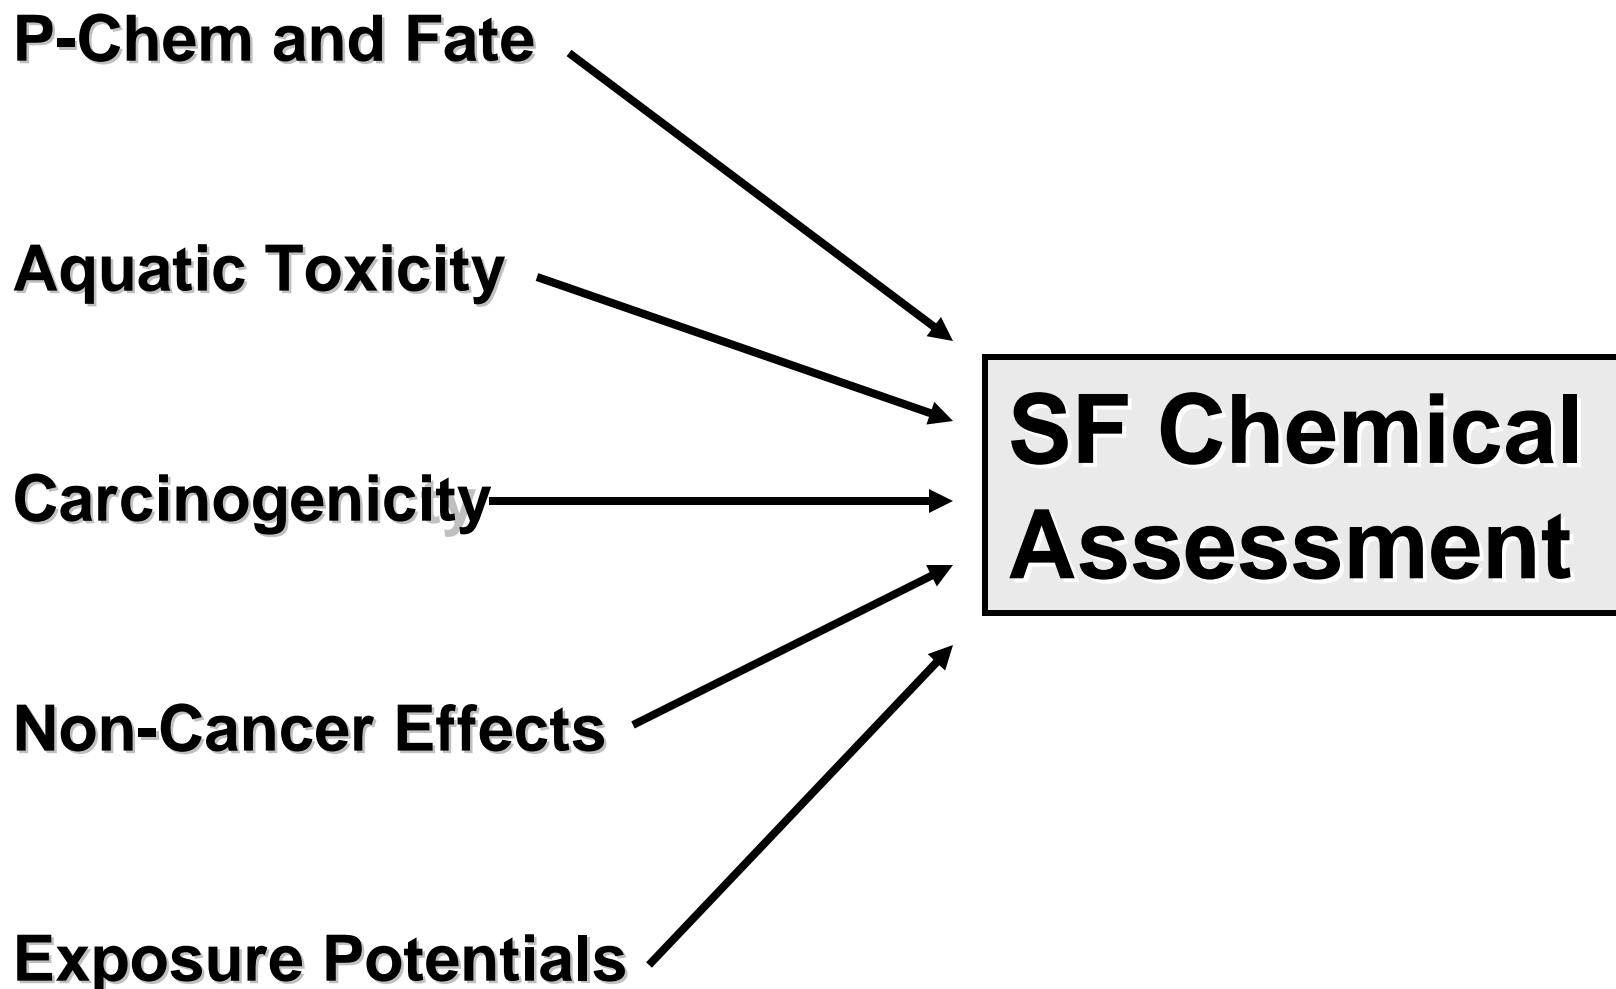 P-Chem and Fate
Aquatic Toxicity
Carcinogenicity
Non-Cancer Effects
Exposure Potentials
SF Chemical
Assessment